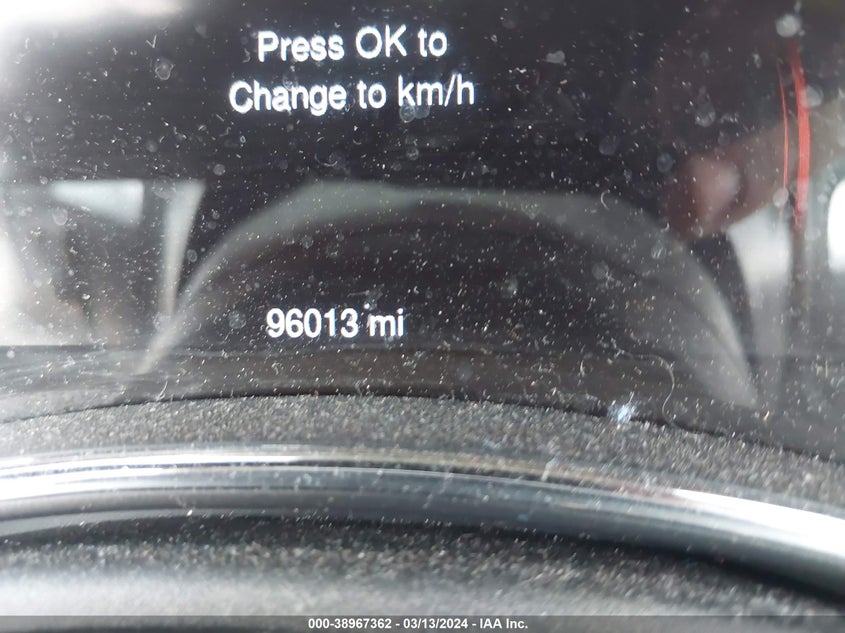 Press OK to
Change to km/h
96013 mi
000-38967362 - 03/13/2024 - IAA Inc.